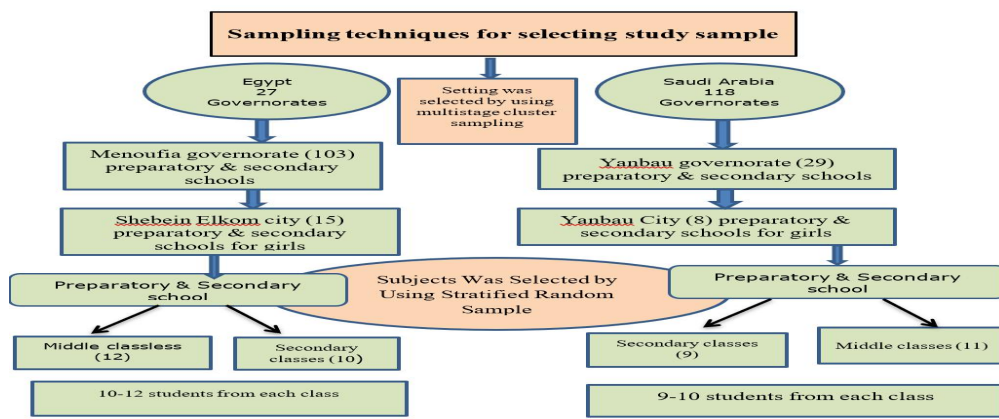 Sampling techniques for selecting study sample
Egypt
27
Governorates
Setting was
selected by using
multistage cluster
sampling
Saudi Arabia
118
Governorates
Menoufia governorate (103)
preparatory & secondary
schools
Yanbau governorate (29)
preparatory & secondary schools
Shebein Elkom city (15)
preparatory & secondary
schools for girls
Yanbau City (8) preparatory &
secondary schools for girls
Preparatory & Secondary
school
Subjects Was Selected by
Using Stratified Random
Sample
Preparatory & Secondary
school
Middle classless
(12)
Secondary
classes (10)
Secondary classes
(9)
Middle classes (11)
10-12 students from each class
9-10 students from each class